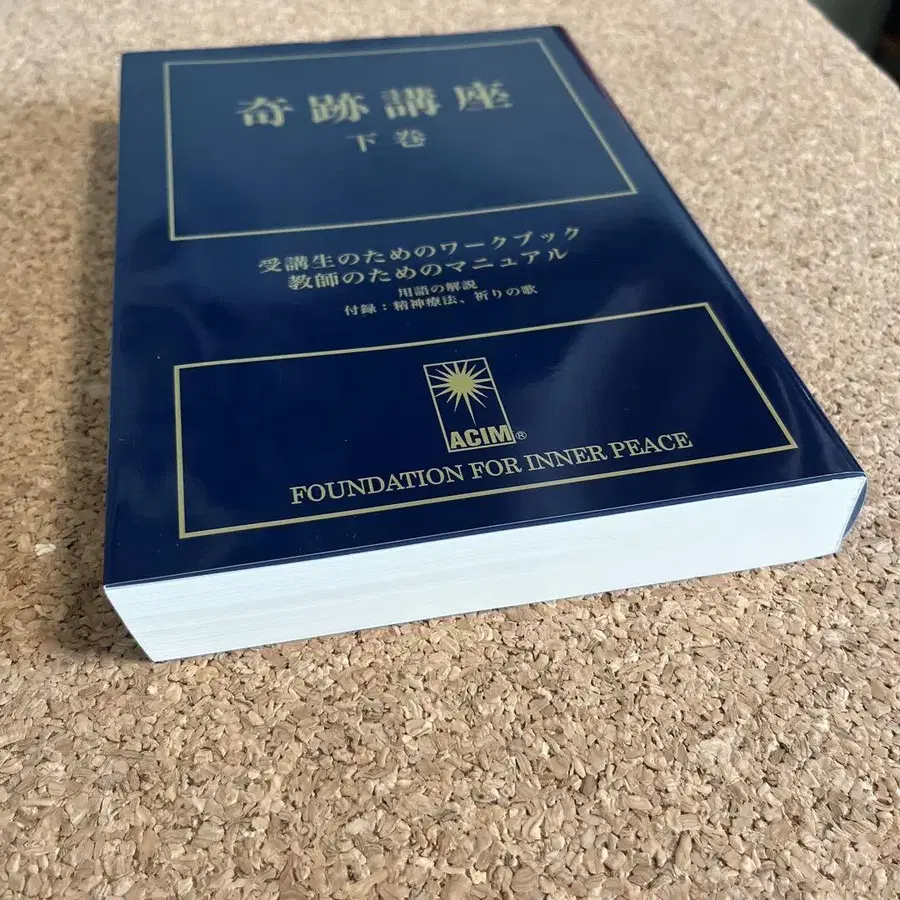 奇跡講座
下巻
受講生のためのワークブック
教師のためのマニュアル
用語の解説
付録：精神療法、祈りの歌
ACIM®
FOUNDATION FOR INNER PEACE